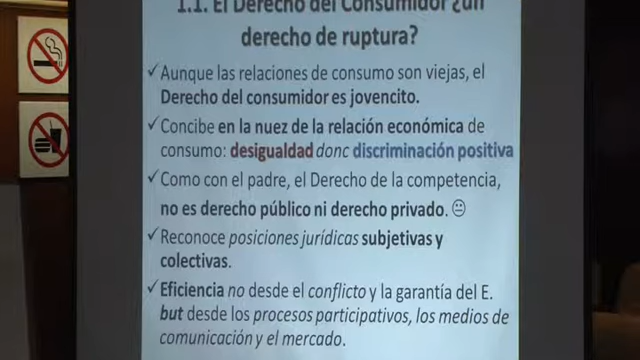 1.1. El Derecho del Consumidor ¿un
derecho de ruptura?
✓Aunque las relaciones de consumo son viejas, el
Derecho del consumidor es jovencito.
✓Concibe en la nuez de la relación económica de
consumo: desigualdad donc discriminación positiva
✓Como con el padre, el Derecho de la competencia,
no es derecho público ni derecho privado. 😐
✓Reconoce posiciones jurídicas subjetivas y
colectivas.
✓Eficiencia no desde el conflicto y la garantía del E.
but desde los procesos participativos, los medios de
comunicación y el mercado.